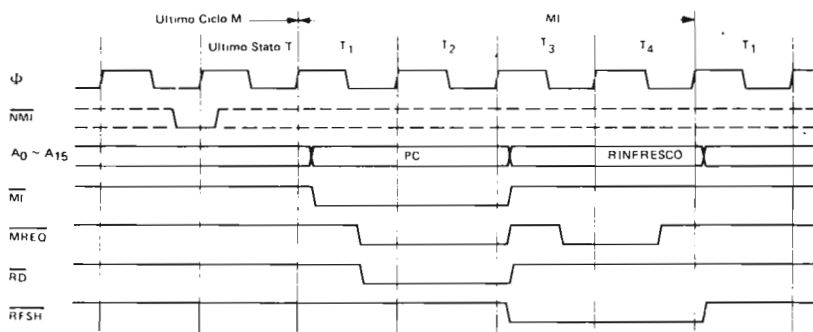 Ultimo Ciclo M MI
Ultimo Stato T T1 T2 T3 T4 T1
Φ
NMI
A0 ~ A15 PC RINFRESCO
MI
MREQ
RD
RFSH